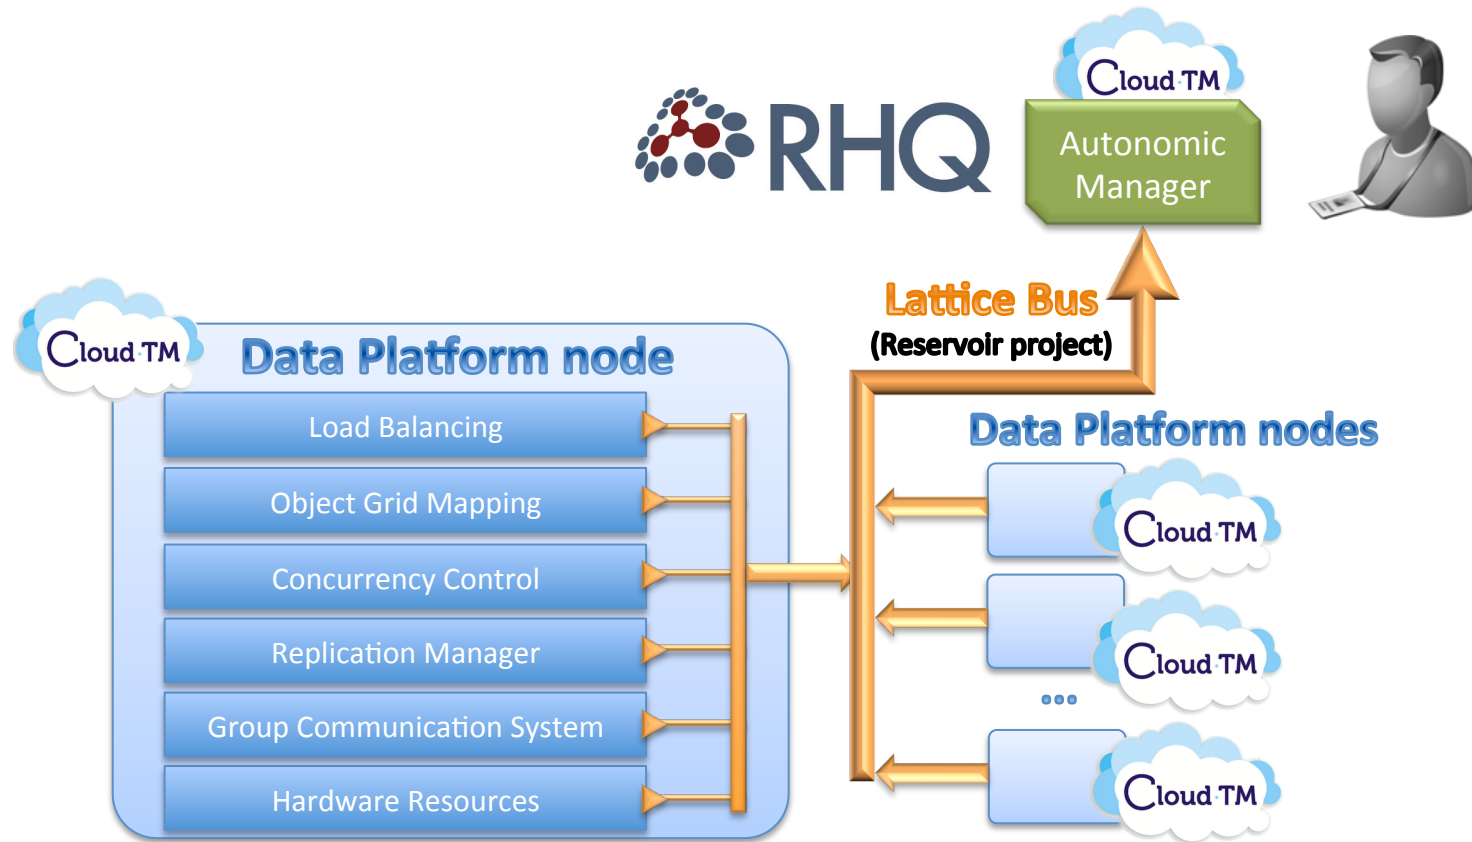 Cloud·TM
RHQ
Autonomic
Manager
Lattice Bus
(Reservoir project)
Cloud·TM
Data Platform node
Load Balancing
Object Grid Mapping
Concurrency Control
Replication Manager
Group Communication System
Hardware Resources
Data Platform nodes
Cloud·TM
Cloud·TM
...
Cloud·TM